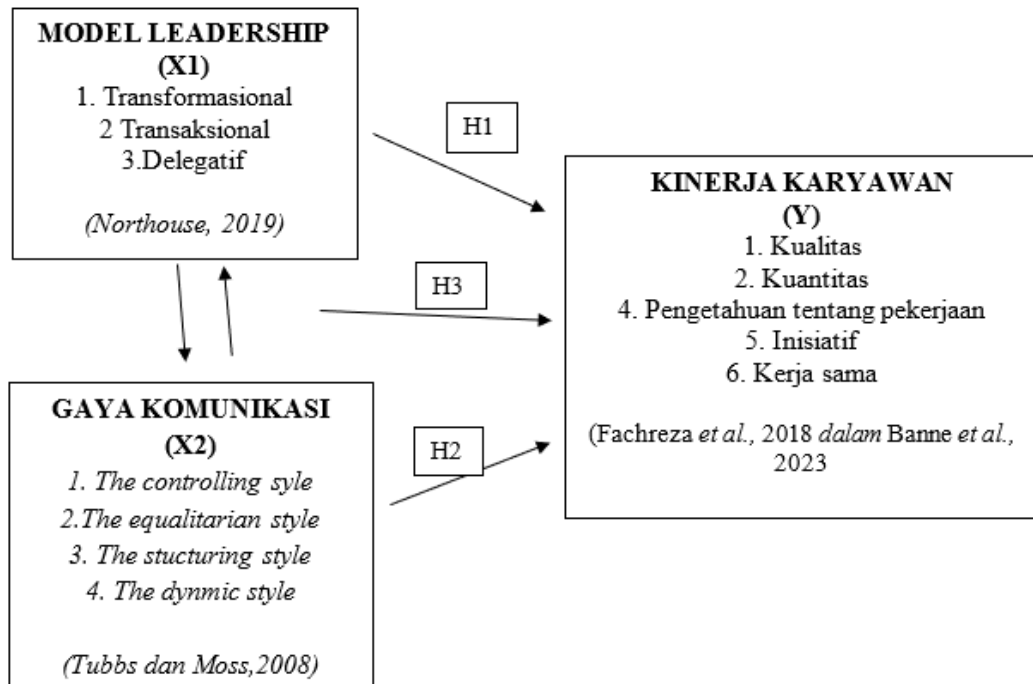 MODEL LEADERSHIP
(X1)
1. Transformasional
2 Transaksional
3.Delegatif
(Northouse, 2019)
H1
H3
H2
KINERJA KARYAWAN
(Y)
1. Kualitas
2. Kuantitas
4. Pengetahuan tentang pekerjaan
5. Inisiatif
6. Kerja sama
(Fachreza et al., 2018 dalam Banne et al.,
2023
GAYA KOMUNIKASI
(X2)
1. The controlling syle
2.The equalitarian style
3. The stucturing style
4. The dynmic style
(Tubbs dan Moss,2008)